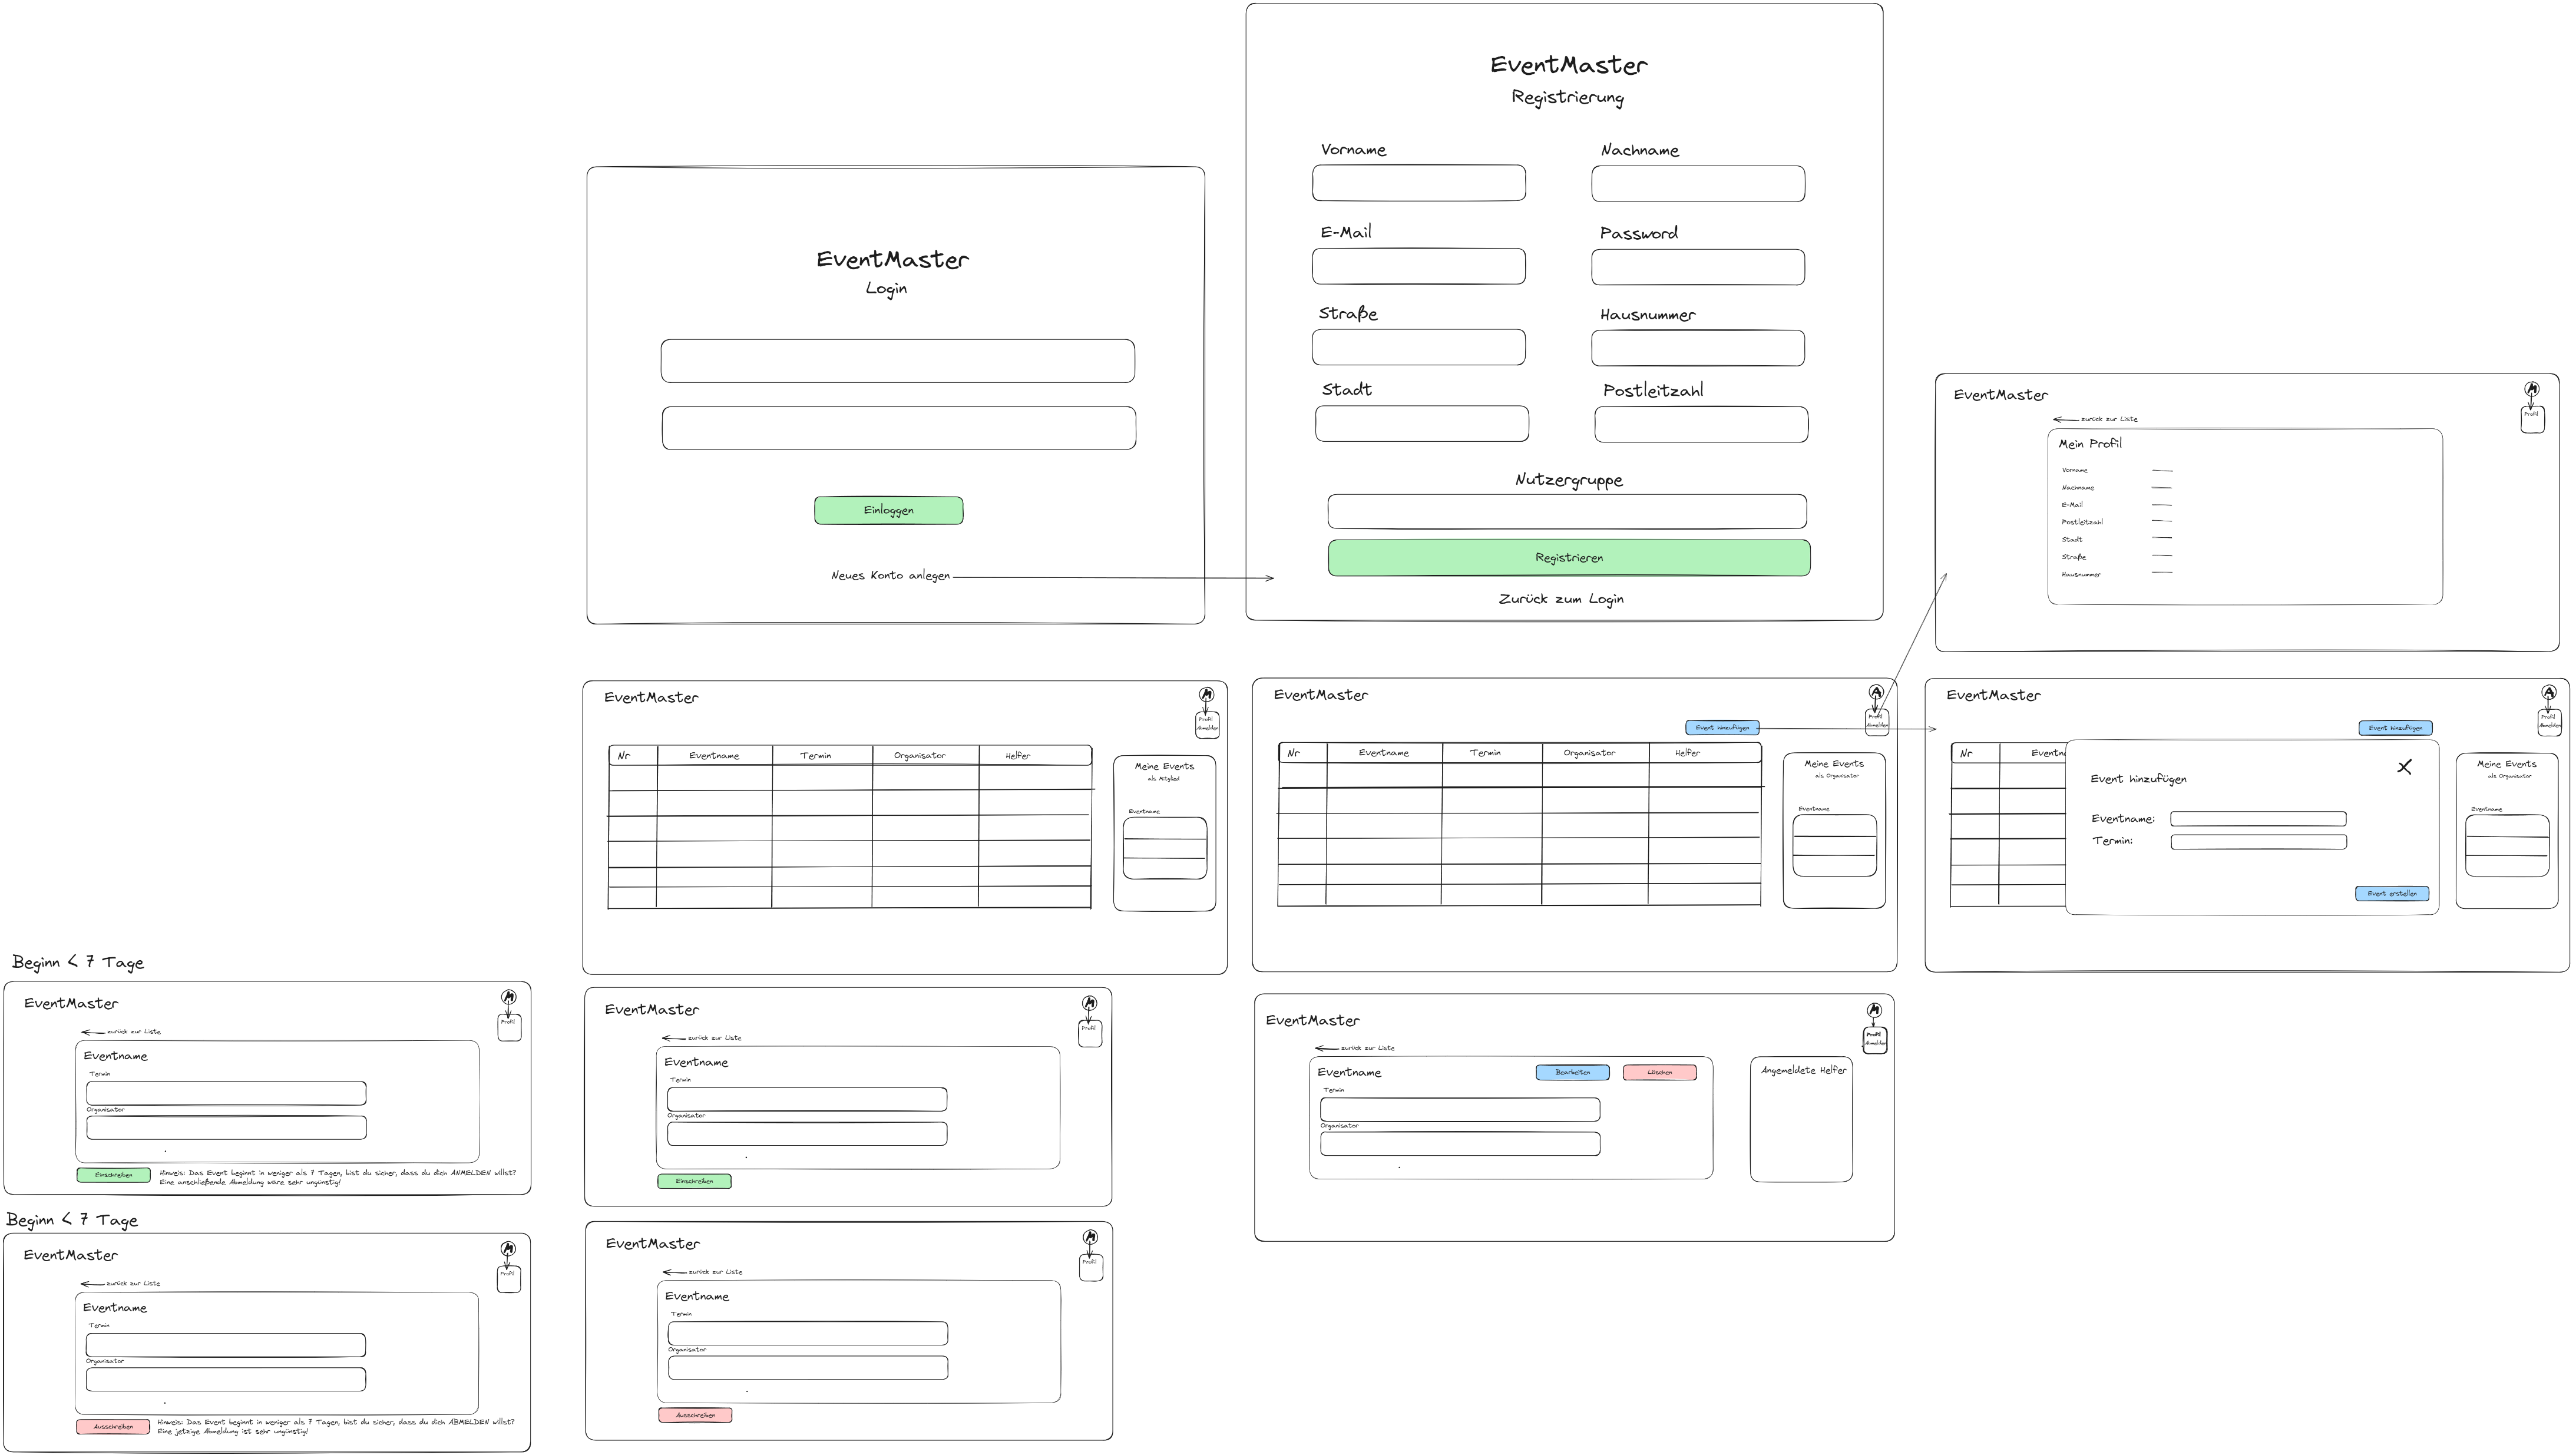 EventMaster
Registrierung
Vorname
Nachname
E-Mail
Password
Straße
Hausnummer
Stadt
Postleitzahl
Nutzergruppe
Registrieren
Zurück zum Login
EventMaster
Login
Einloggen
Neues Konto anlegen
EventMaster
M
Profil
zurück zur Liste
Mein Profil
Vorname
Nachname
E-Mail
Postleitzahl
Stadt
Straße
Hausnummer
EventMaster
M
Profil
Abmelden
Nr Eventname Termin Organisator Helfer
Meine Events
als Mitglied
Eventname
EventMaster
A
Profil
Abmelden
Event hinzufügen
Nr Eventname Termin Organisator Helfer
Meine Events
als Organisator
Eventname
EventMaster
A
Profil
Abmelden
Event hinzufügen
Nr Eventn
Event hinzufügen
X
Eventname:
Termin:
Event erstellen
Meine Events
als Organisator
Eventname
Beginn < 7 Tage
EventMaster
M
Profil
zurück zur Liste
Eventname
Termin
Organisator
Einschreiben
Hinweis: Das Event beginnt in weniger als 7 Tagen, bist du sicher, dass du dich ANMELDEN willst?
Eine anschließende Abmeldung wäre sehr ungünstig!
EventMaster
M
Profil
zurück zur Liste
Eventname
Termin
Organisator
Einschreiben
EventMaster
M
Profil
Abmelden
zurück zur Liste
Eventname
Bearbeiten
Löschen
Termin
Organisator
Angemeldete Helfer
Beginn < 7 Tage
EventMaster
M
Profil
zurück zur Liste
Eventname
Termin
Organisator
Ausschreiben
Hinweis: Das Event beginnt in weniger als 7 Tagen, bist du sicher, dass du dich ABMELDEN willst?
Eine jetzige Abmeldung ist sehr ungünstig!
EventMaster
M
Profil
zurück zur Liste
Eventname
Termin
Organisator
Ausschreiben